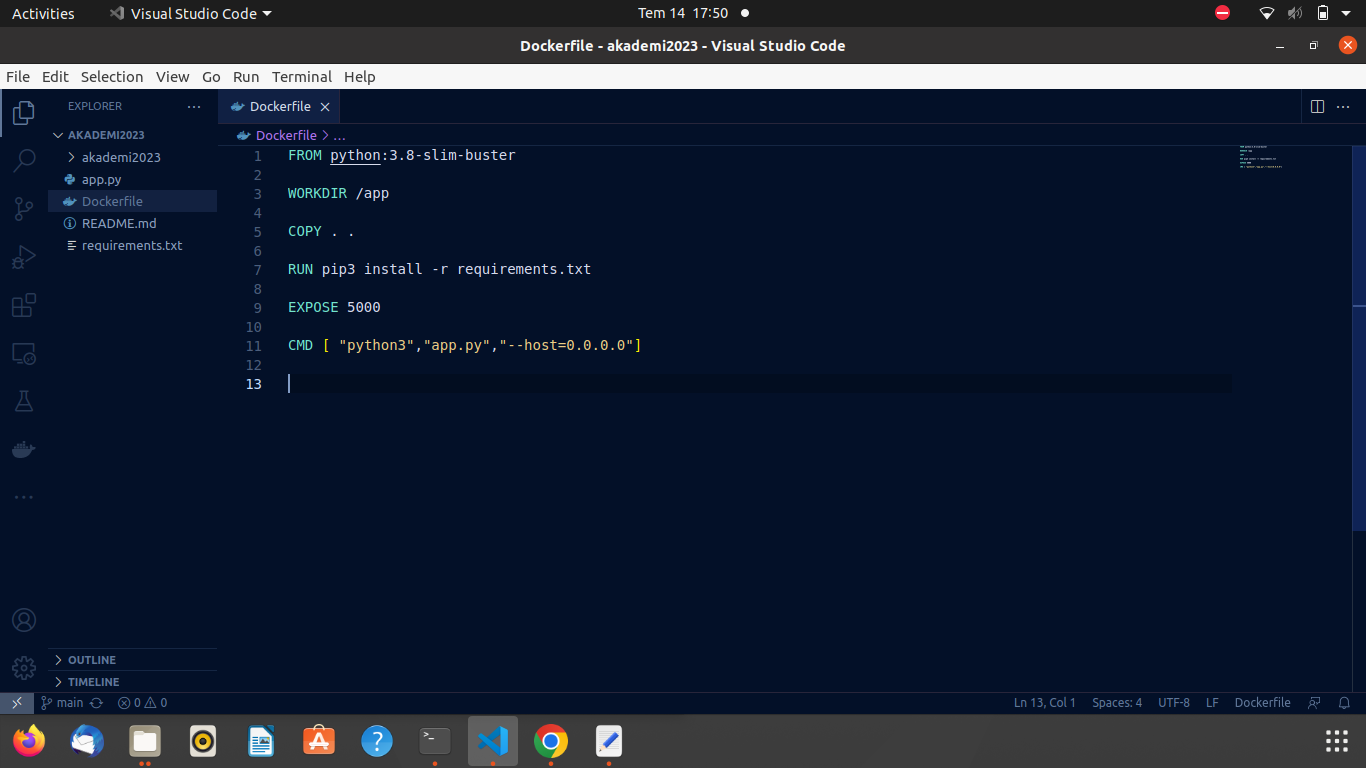 Activities Visual Studio Code Tem 14 17:50
Dockerfile - akademi2023 - Visual Studio Code
File Edit Selection View Go Run Terminal Help
EXPLORER
AKADEMI2023
akademi2023
app.py
Dockerfile
README.md
requirements.txt
OUTLINE
TIMELINE
Dockerfile
Dockerfile > ...
1 FROM python:3.8-slim-buster
2
3 WORKDIR /app
4
5 COPY . .
6
7 RUN pip3 install -r requirements.txt
8
9 EXPOSE 5000
10
11 CMD [ "python3","app.py","--host=0.0.0.0"]
12
13
main 0 0 Ln 13, Col 1 Spaces: 4 UTF-8 LF Dockerfile